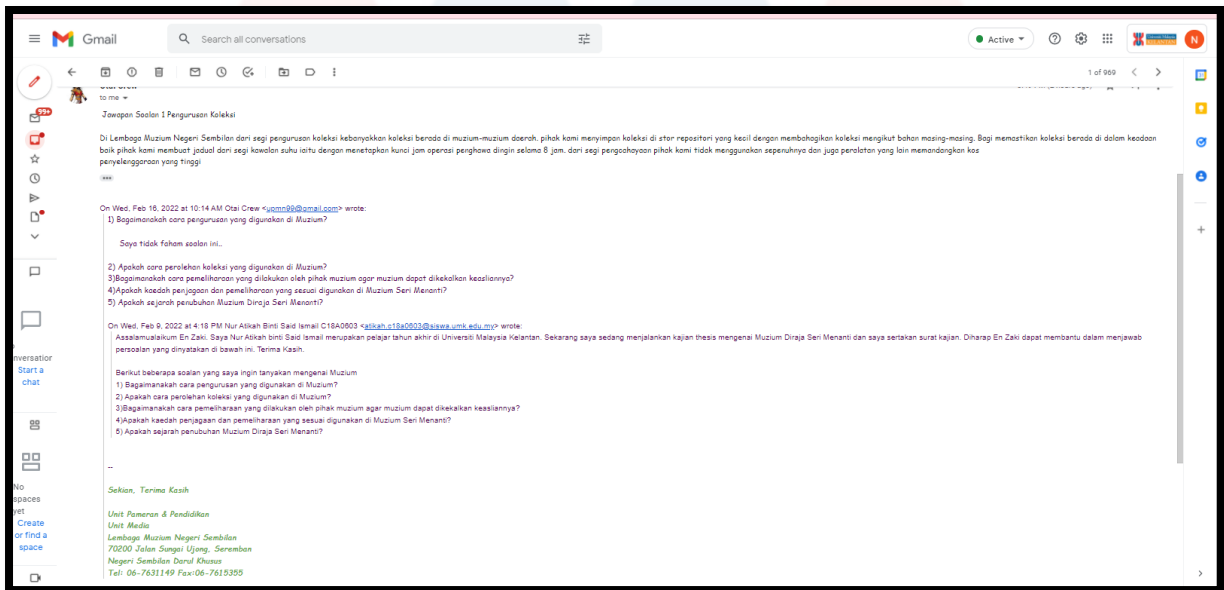 Gmail
Search all conversations
Active
N
1 of 969
99+
to me
Jawapan Soalan 1 Pengurusan Koleksi
Di Lembaga Muzium Negeri Sembilan dari segi pengurusan koleksi kebanyakkan koleksi berada di muzium-muzium daerah. pihak kami menyimpan koleksi di stor repositori yang kecil dengan membahagikan koleksi mengikut bahan masing-masing. Bagi memastikan koleksi berada di dalam keadaan
baik pihak kami membuat jadual dari segi kawalan suhu iaitu dengan menetapkan kunci jam operasi penghawa dingin selama 8 jam. dari segi pengcahayaan pihak kami tidak menggunakan sepenuhnya dan juga peralatan yang lain memandangkan kos
penyelenggaraan yang tinggi
On Wed, Feb 16, 2022 at 10:14 AM Otai Crew <upmn99@gmail.com> wrote:
1) Bagaimanakah cara pengurusan yang digunakan di Muzium?
Saya tidak faham soalan ini..
2) Apakah cara perolehan koleksi yang digunakan di Muzium?
3)Bagaimanakah cara pemeliharaan yang dilakukan oleh pihak muzium agar muzium dapat dikekalkan keasliannya?
4)Apakah kaedah penjagaan dan pemeliharaan yang sesuai digunakan di Muzium Seri Menanti?
5) Apakah sejarah penubuhan Muzium Diraja Seri Menanti?
On Wed, Feb 9, 2022 at 4:18 PM Nur Atikah Binti Said Ismail C18A0603 <atikah.c18a0603@siswa.umk.edu.my> wrote:
Assalamualaikum En Zaki. Saya Nur Atikah binti Said Ismail merupakan pelajar tahun akhir di Universiti Malaysia Kelantan. Sekarang saya sedang menjalankan kajian thesis mengenai Muzium Diraja Seri Menanti dan saya sertakan surat kajian. Diharap En Zaki dapat membantu dalam menjawab
persoalan yang dinyatakan di bawah ini. Terima Kasih.
Berikut beberapa soalan yang saya ingin tanyakan mengenai Muzium
1) Bagaimanakah cara pengurusan yang digunakan di Muzium?
2) Apakah cara perolehan koleksi yang digunakan di Muzium?
3)Bagaimanakah cara pemeliharaan yang dilakukan oleh pihak muzium agar muzium dapat dikekalkan keasliannya?
4)Apakah kaedah penjagaan dan pemeliharaan yang sesuai digunakan di Muzium Seri Menanti?
5) Apakah sejarah penubuhan Muzium Diraja Seri Menanti?
--
Sekian, Terima Kasih
Unit Pameran & Pendidikan
Unit Media
Lembaga Muzium Negeri Sembilan
70200 Jalan Sungai Ujong, Seremban
Negeri Sembilan Darul Khusus
Tel: 06-7631149 Fax:06-7615355
nversation
Start a
chat
No
spaces
yet
Create
or find a
space